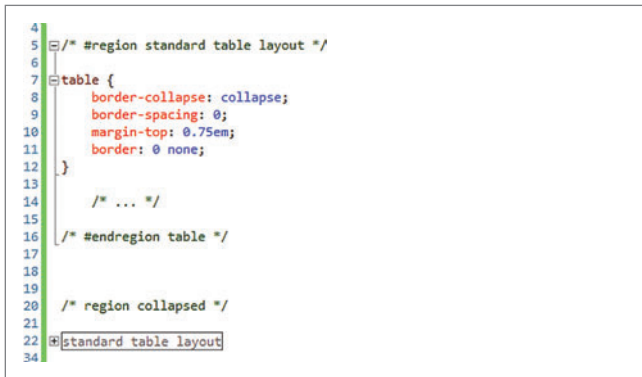 4
5 /* #region standard table layout */
6
7 table {
8 border-collapse: collapse;
9 border-spacing: 0;
10 margin-top: 0.75em;
11 border: 0 none;
12 }
13
14 /* ... */
15
16 /* #endregion table */
17
18
19
20 /* region collapsed */
21
22 standard table layout
34